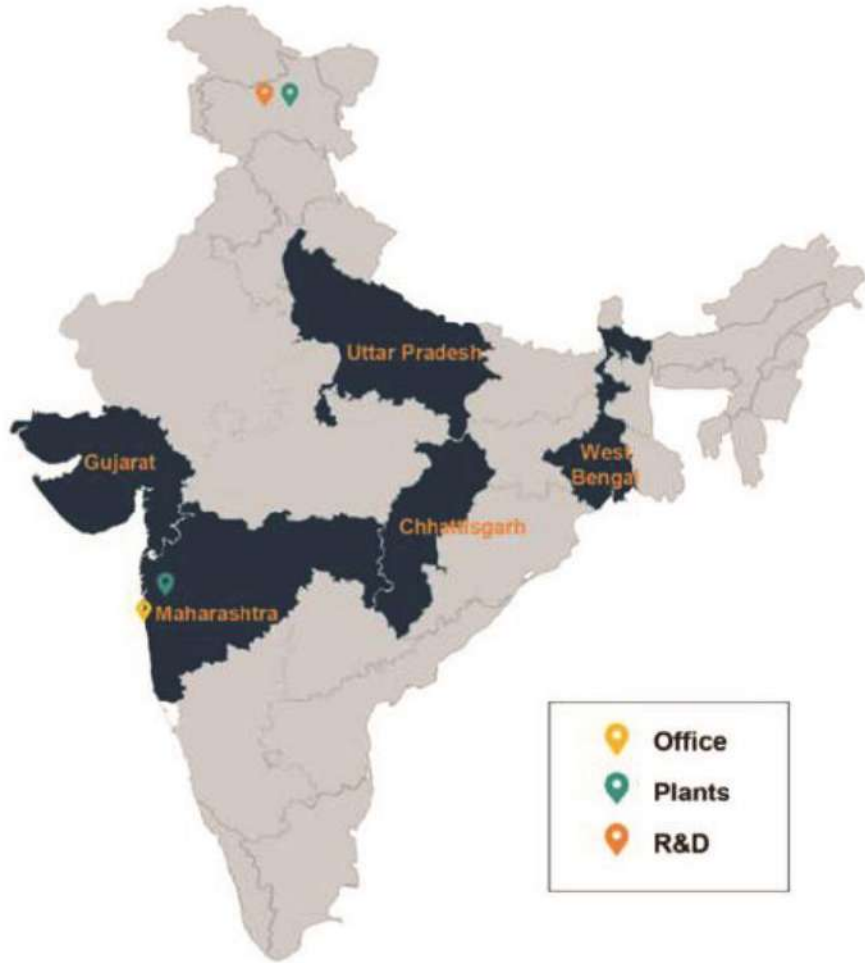 Uttar Pradesh
Gujarat
West
Bengal
Chhattisgarh
Maharashtra
Office
Plants
R&D